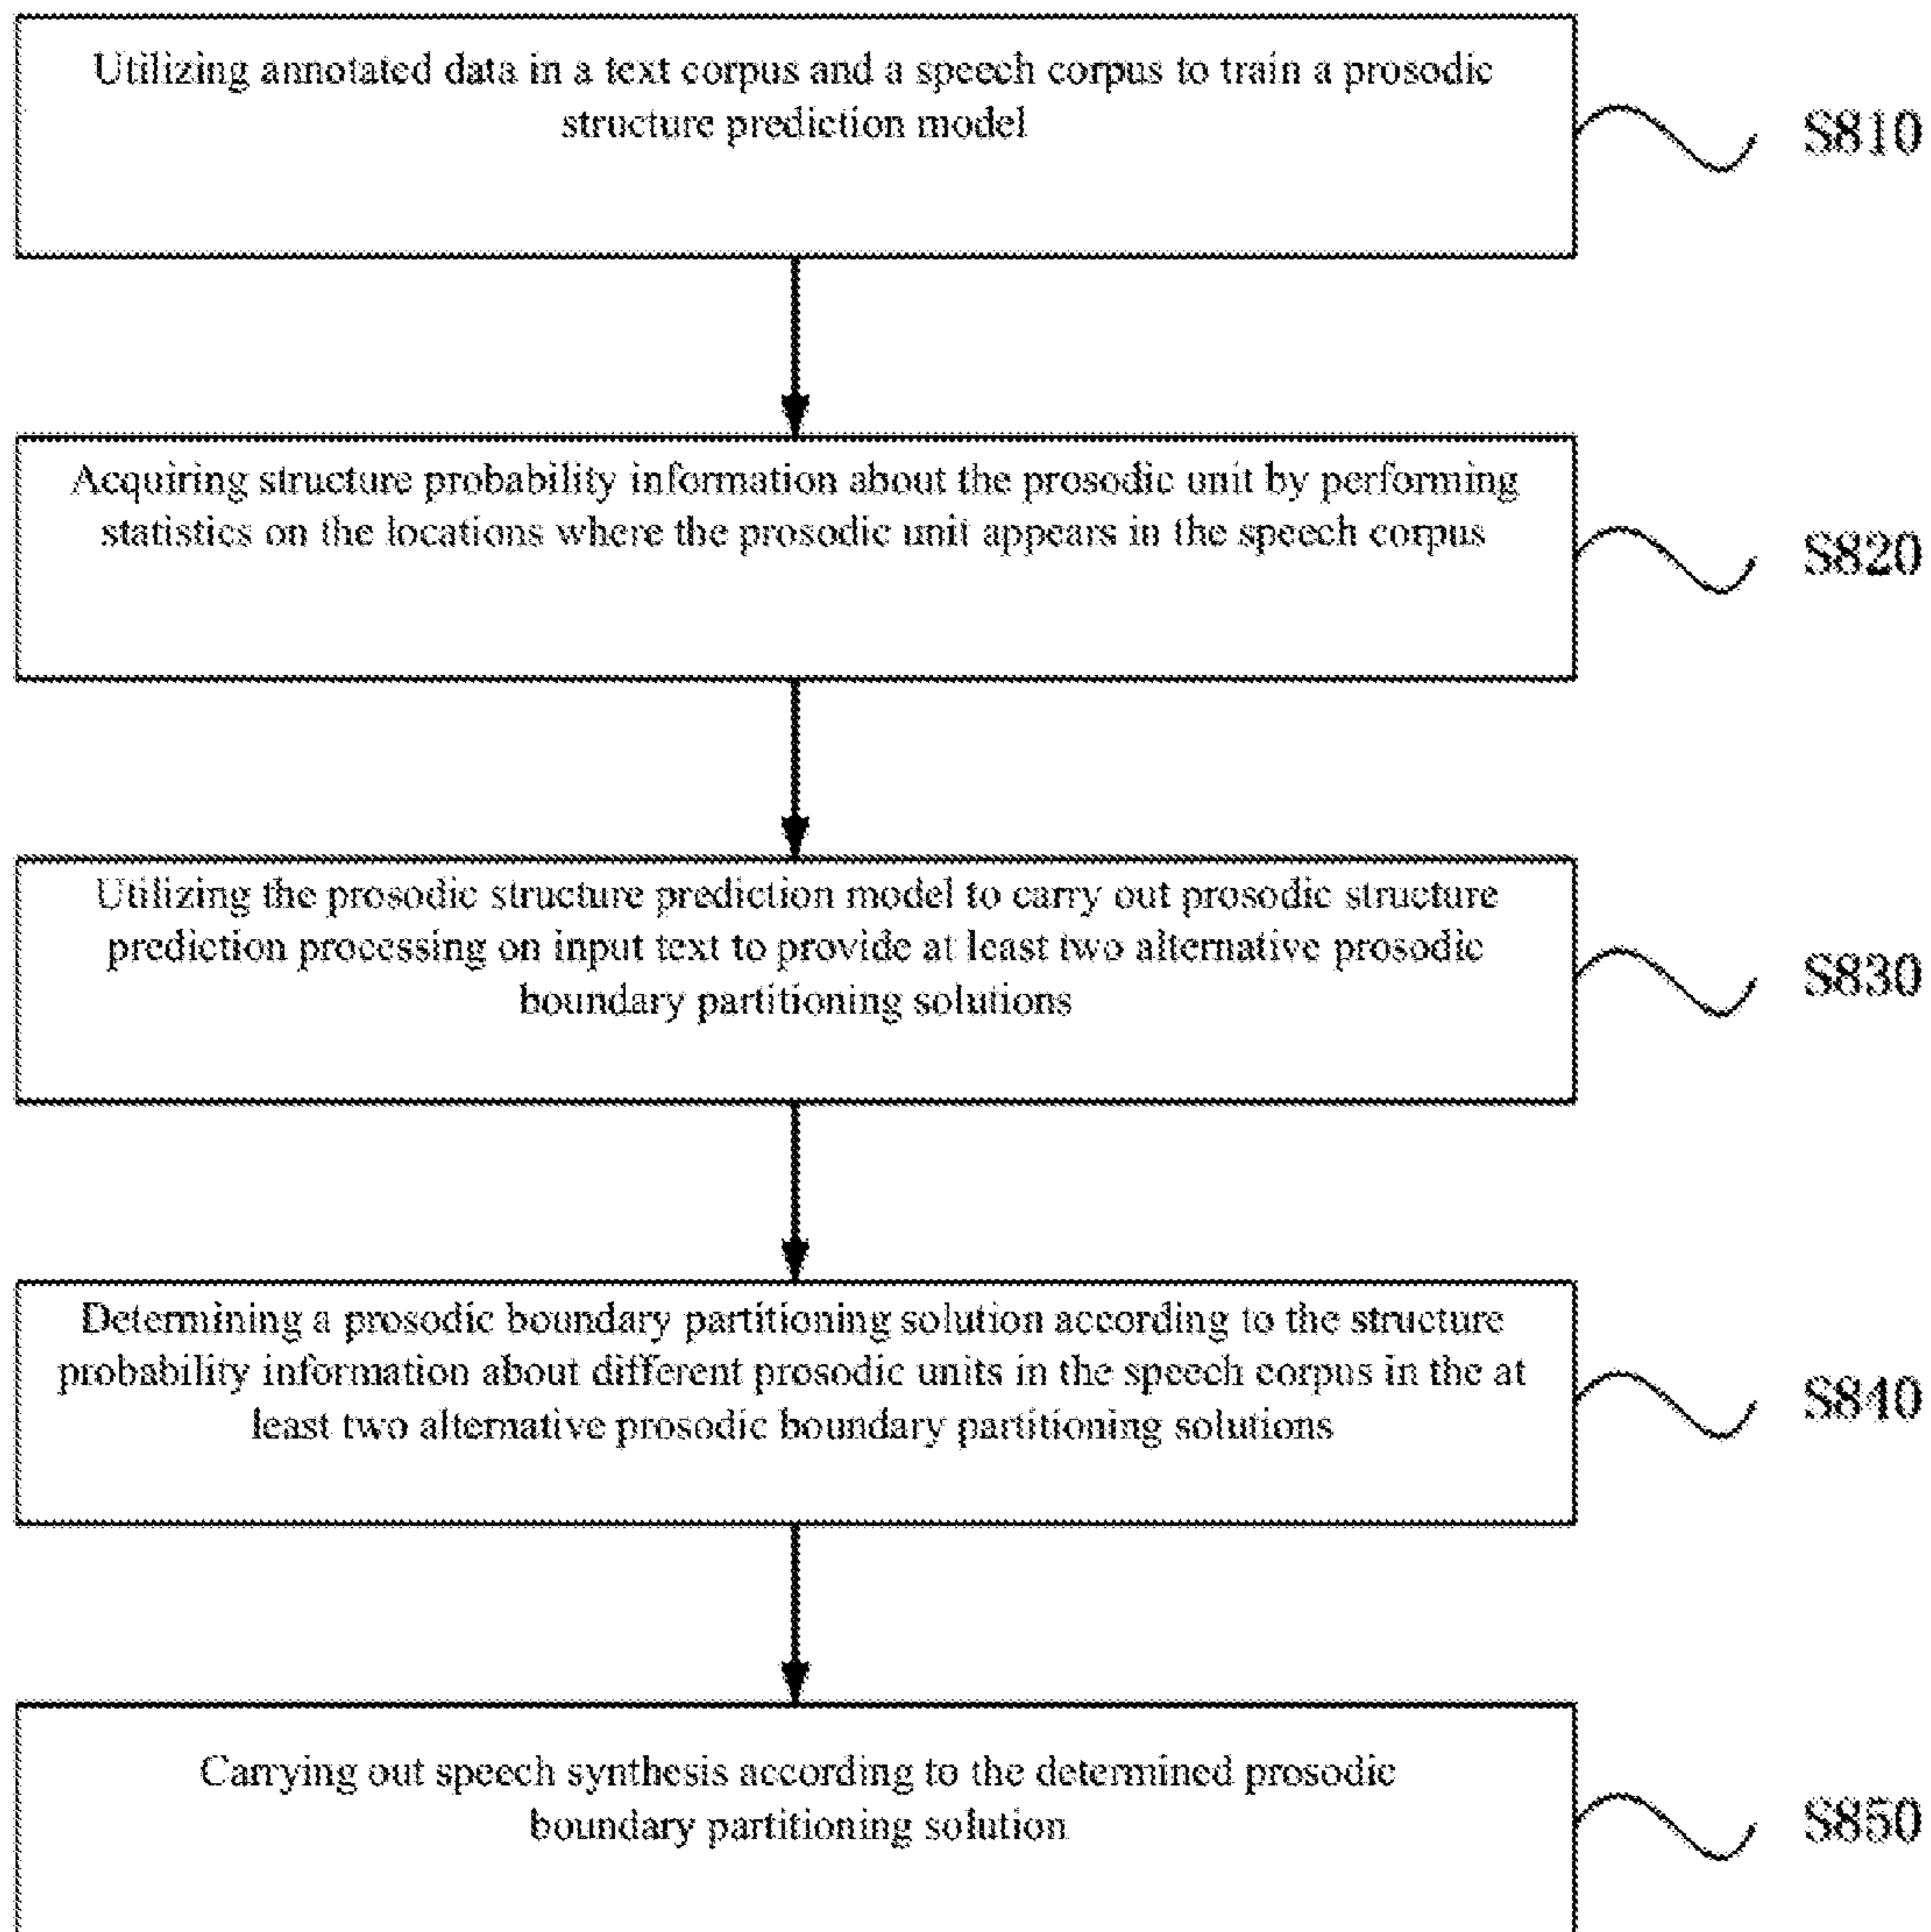 Utilizing annotated data in a text corpus and a speech corpus to train a prosodic
structure prediction model
S810
Acquiring structure probability information about the prosodic unit by performing
statistics on the locations where the prosodic unit appears in the speech corpus
S820
Utilizing the prosodic structure prediction model to carry out prosodic structure
prediction processing on input text to provide at least two alternative prosodic
boundary partitioning solutions
S830
Determining a prosodic boundary partitioning solution according to the structure
probability information about different prosodic units in the speech corpus in the at
least two alternative prosodic boundary partitioning solutions
S840
Carrying out speech synthesis according to the determined prosodic
boundary partitioning solution
S850